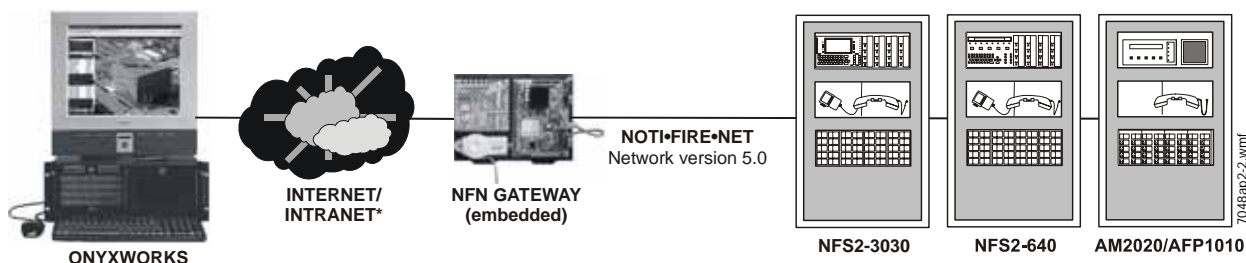 NOTI•FIRE•NET
Network version 5.0
INTERNET/
INTRANET*
NFN GATEWAY
(embedded)
ONYXWORKS
NFS2-3030
NFS2-640
AM2020/AFP1010
7048ap2-2.wmf